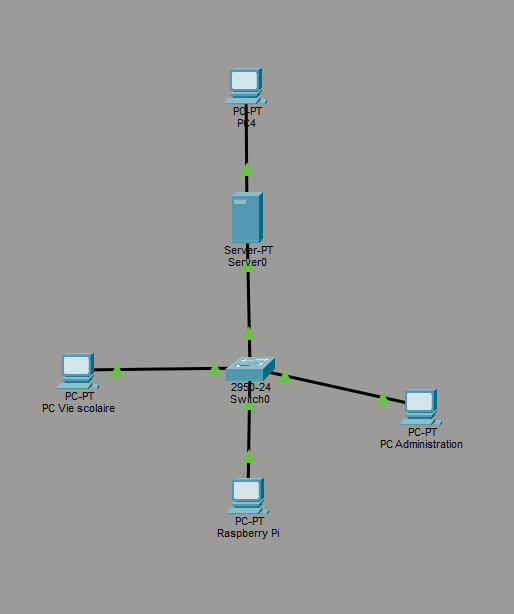 PC-PT
PC4
Server-PT
Server0
2950-24
Switch0
PC-PT
PC Vie scolaire
PC-PT
PC Administration
PC-PT
Raspberry Pi